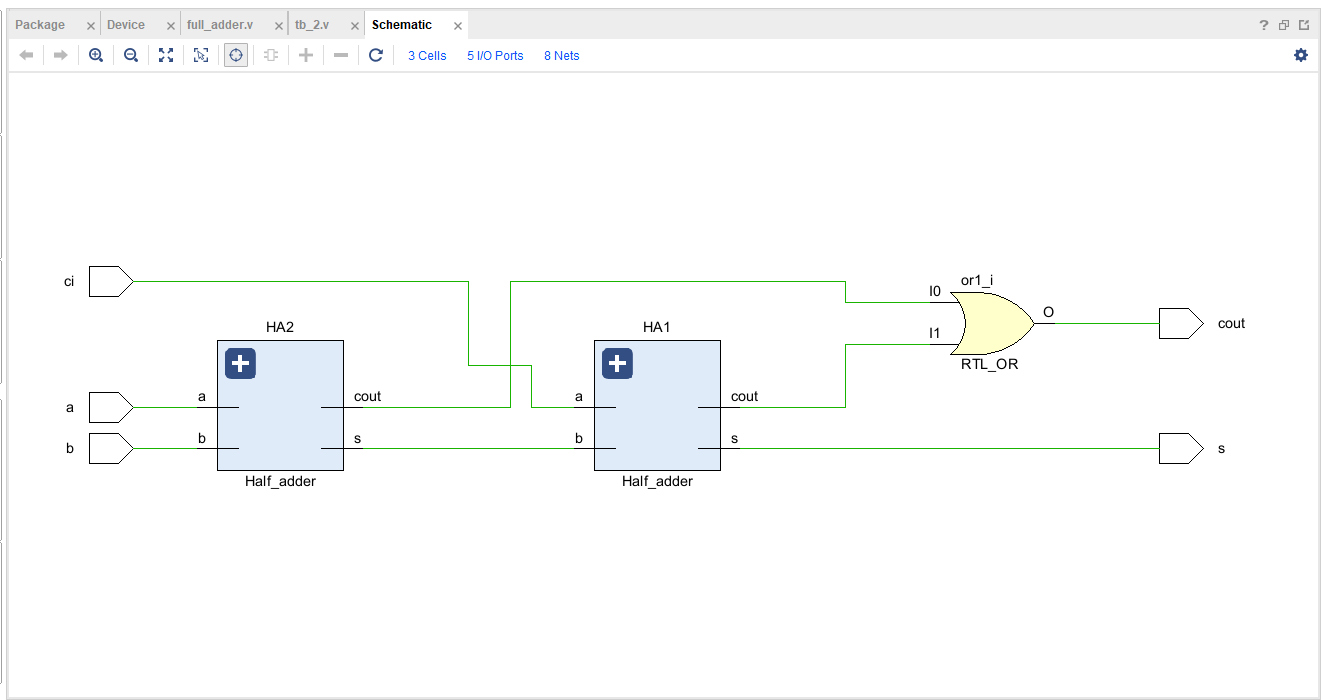 Package
Device
full_adder.v
tb_2.v
Schematic
3 Cells
5 I/O Ports
8 Nets
ci
a
b
HA2
a
b
cout
s
Half_adder
HA1
a
b
cout
s
Half_adder
or1_i
I0
I1
O
RTL_OR
cout
s